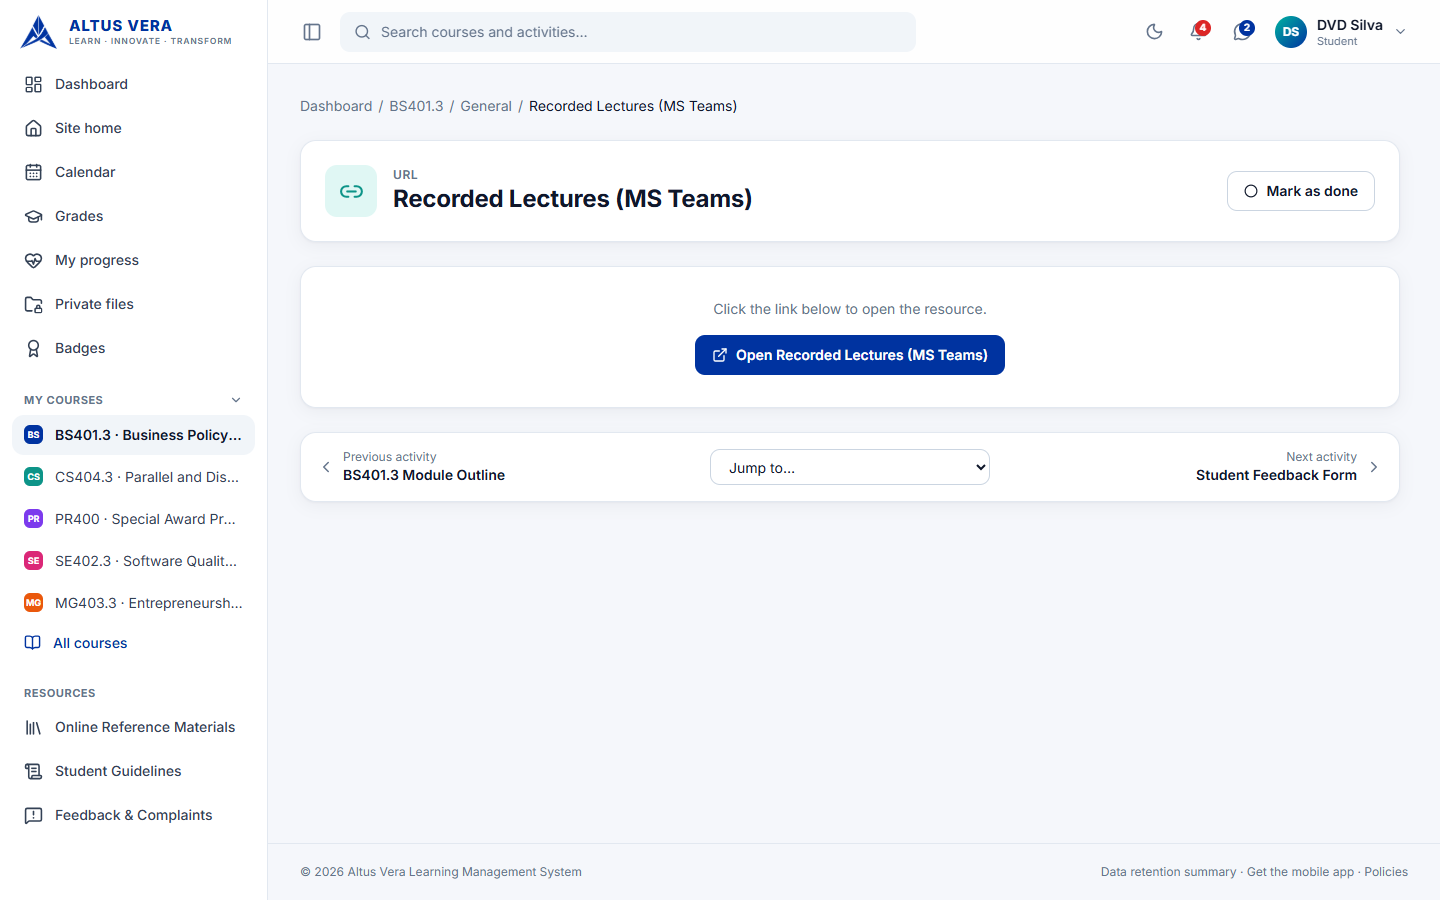 ALTUS VERA
LEARN · INNOVATE · TRANSFORM
Dashboard
Site home
Calendar
Grades
My progress
Private files
Badges
MY COURSES
BS BS401.3 · Business Policy...
CS CS404.3 · Parallel and Dis...
PR PR400 · Special Award Pr...
SE SE402.3 · Software Qualit...
MG MG403.3 · Entrepreneursh...
All courses
RESOURCES
Online Reference Materials
Student Guidelines
Feedback & Complaints
Search courses and activities...
4
2
DS
DVD Silva
Student
Dashboard / BS401.3 / General / Recorded Lectures (MS Teams)
URL
Recorded Lectures (MS Teams)
Mark as done
Click the link below to open the resource.
Open Recorded Lectures (MS Teams)
Previous activity
BS401.3 Module Outline
Jump to...
Next activity
Student Feedback Form
© 2026 Altus Vera Learning Management System
Data retention summary · Get the mobile app · Policies